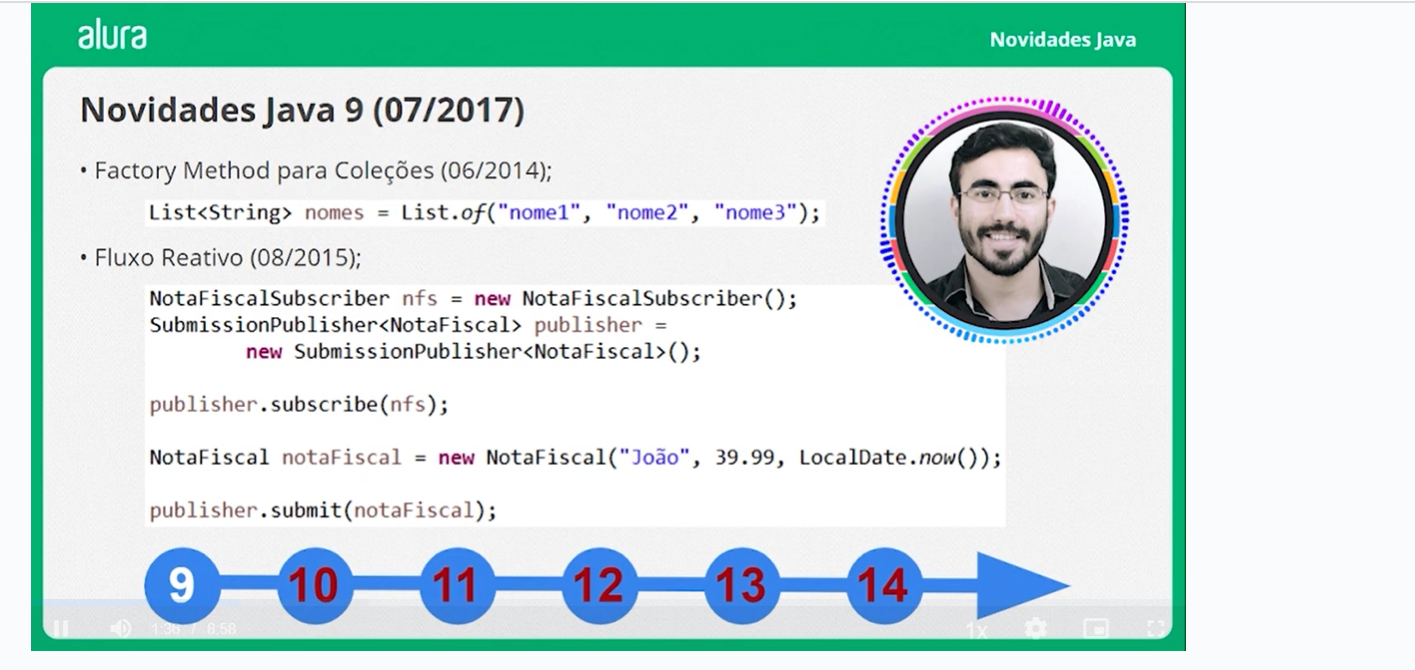 alura
Novidades Java
Novidades Java 9 (07/2017)
• Factory Method para Coleções (06/2014);
List<String> nomes = List.of("nome1", "nome2", "nome3");
• Fluxo Reativo (08/2015);
NotaFiscalSubscriber nfs = new NotaFiscalSubscriber();
SubmissionPublisher<NotaFiscal> publisher =
new SubmissionPublisher<NotaFiscal>();
publisher.subscribe(nfs);
NotaFiscal notaFiscal = new NotaFiscal("João", 39.99, LocalDate.now());
publisher.submit(notaFiscal);
9 10 11 12 13 14
1:36 / 8:58 1x